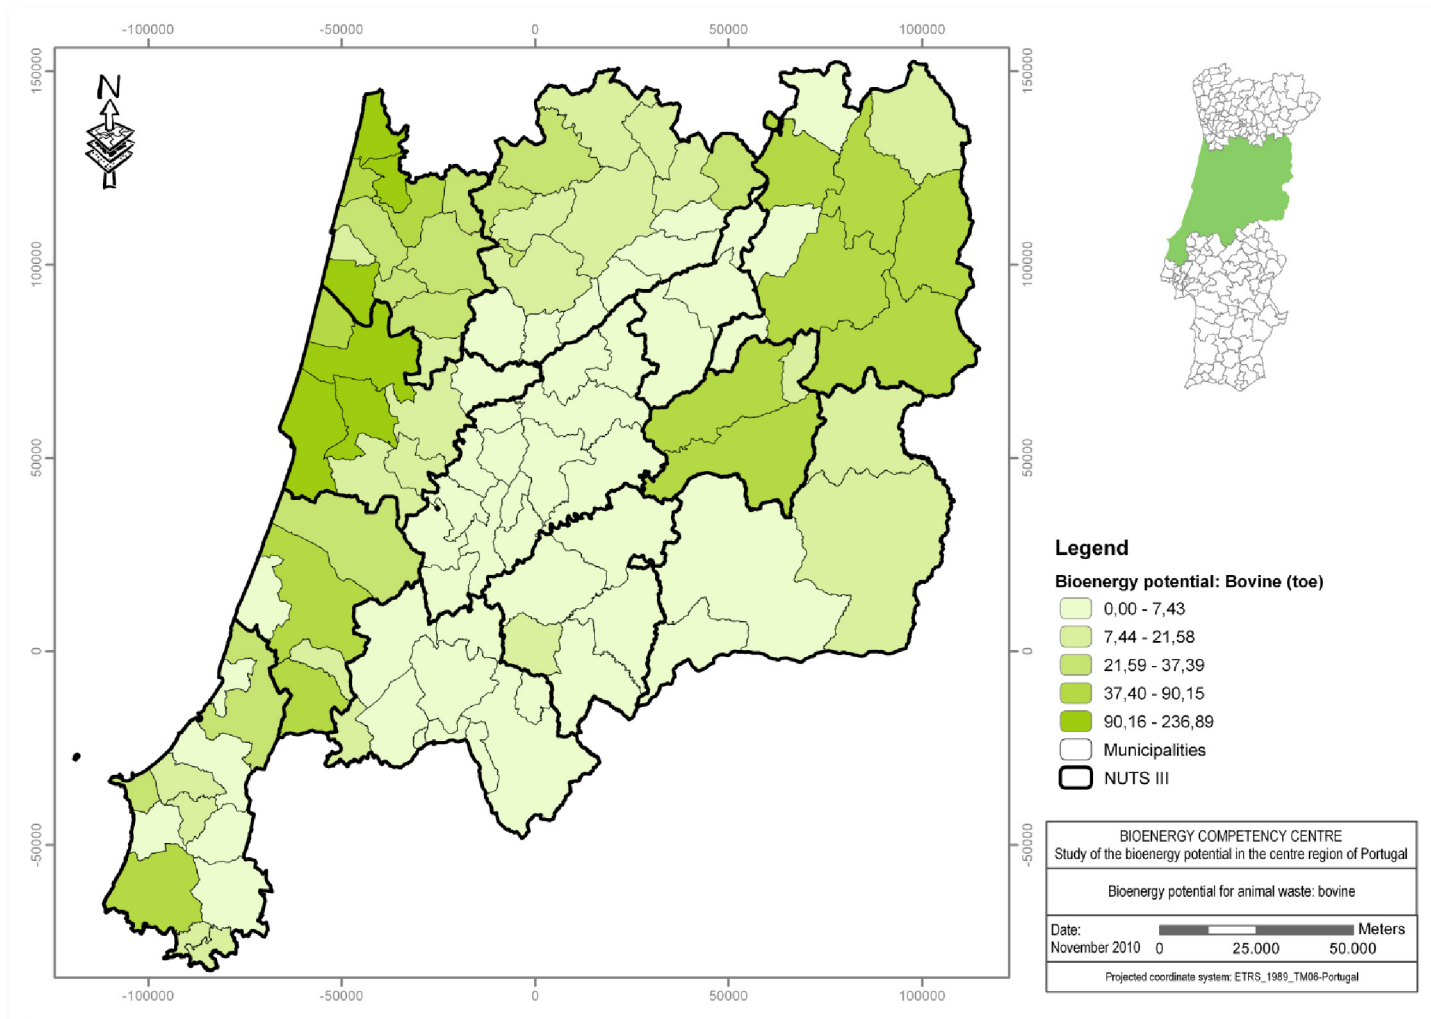 -100000 -50000 0 50000 100000
N
150000 150000
100000 100000
50000 50000
0 0
-50000 -50000
-100000 -50000 0 50000 100000
Legend
Bioenergy potential: Bovine (toe)
0,00 - 7,43
7,44 - 21,58
21,59 - 37,39
37,40 - 90,15
90,16 - 236,89
Municipalities
NUTS III
BIOENERGY COMPETENCY CENTRE
Study of the bioenergy potential in the centre region of Portugal
Bioenergy potential for animal waste: bovine
Date:
November 2010
Meters
0 25.000 50.000
Projected coordinate system: ETRS_1989_TM06-Portugal